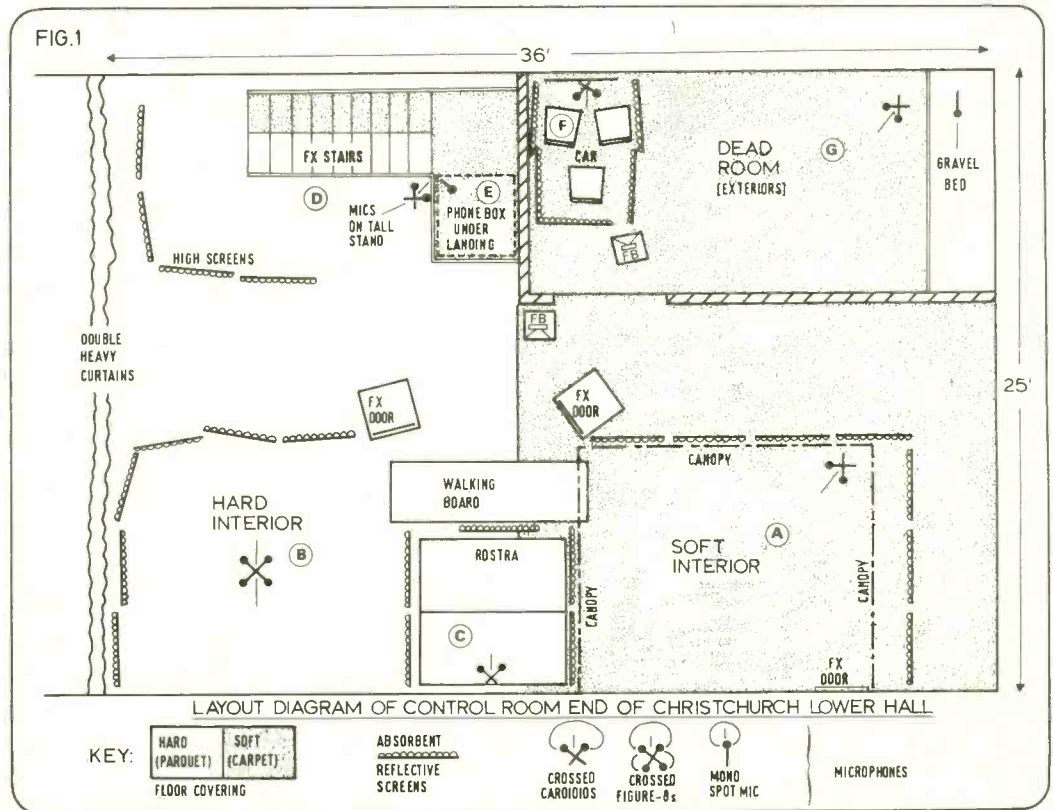 FIG.1
36'
FX STAIRS
D
MICS
ON TALL
STAND
E
PHONE BOX
UNDER
LANDING
F
CAR
FB
DEAD
ROOM
(EXTERIORS)
G
GRAVEL
BED
HIGH SCREENS
DOUBLE
HEAVY
CURTAINS
FB
25'
FX
DOOR
FX
DOOR
CANOPY
WALKING
BOARD
HARD
INTERIOR
B
ROSTRA
C
SOFT
INTERIOR
A
CANOPY
CANOPY
FX
DOOR
LAYOUT DIAGRAM OF CONTROL ROOM END OF CHRISTCHURCH LOWER HALL
KEY:
HARD
(PARQUET)
SOFT
(CARPET)
FLOOR COVERING
ABSORBENT
REFLECTIVE
SCREENS
CROSSED
CAROIDIOS
CROSSED
FIGURE-8s
MONO
SPOT MIC
MICROPHONES